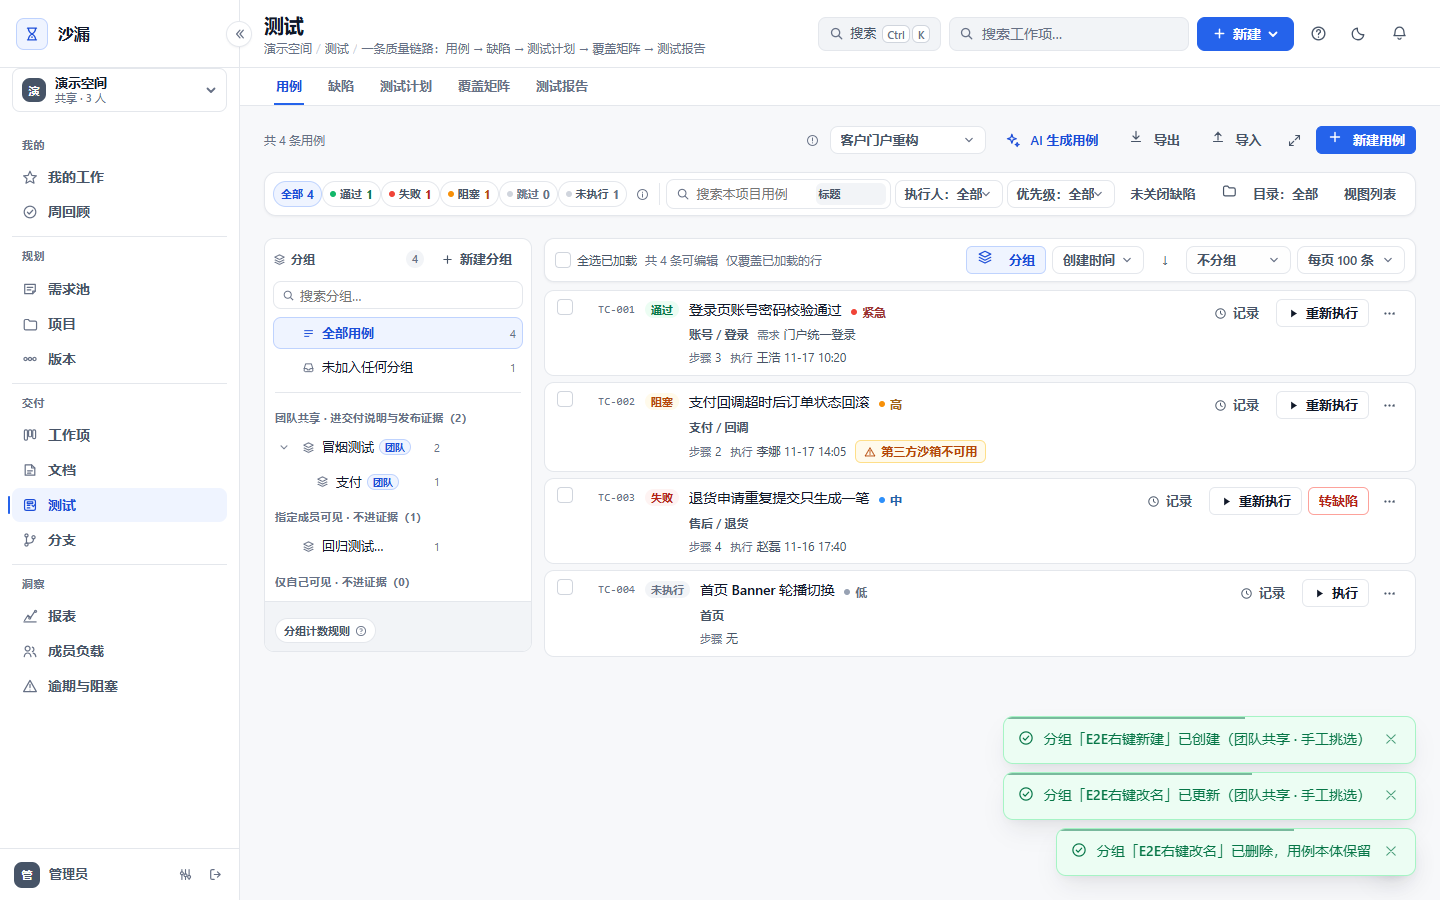 沙漏
演
演示空间
共享 · 3 人
我的
我的工作
周回顾
规划
需求池
项目
版本
交付
工作项
文档
测试
分支
洞察
报表
成员负载
逾期与阻塞
管
管理员
测试
演示空间 / 测试 / 一条质量链路：用例 → 缺陷 → 测试计划 → 覆盖矩阵 → 测试报告
搜索 Ctrl K
搜索工作项...
新建
用例 缺陷 测试计划 覆盖矩阵 测试报告
共 4 条用例
客户门户重构
AI 生成用例
导出
导入
新建用例
全部 4 通过 1 失败 1 阻塞 1 跳过 0 未执行 1
搜索本项目用例 标题
执行人：全部
优先级：全部
未关闭缺陷
目录：全部
视图列表
分组 4
新建分组
搜索分组...
全部用例 4
未加入任何分组 1
团队共享 · 进交付说明与发布证据（2）
冒烟测试 团队 2
支付 团队 1
指定成员可见 · 不进证据（1）
回归测试... 1
仅自己可见 · 不进证据（0）
分组计数规则
全选已加载 共 4 条可编辑 仅覆盖已加载的行
分组
创建时间
↓
不分组
每页 100 条
TC-001 通过 登录页账号密码校验通过 紧急
账号 / 登录 需求 门户统一登录
步骤 3 执行 王浩 11-17 10:20
记录 重新执行
TC-002 阻塞 支付回调超时后订单状态回滚 高
支付 / 回调
步骤 2 执行 李娜 11-17 14:05 第三方沙箱不可用
记录 重新执行
TC-003 失败 退货申请重复提交只生成一笔 中
售后 / 退货
步骤 4 执行 赵磊 11-16 17:40
记录 重新执行 转缺陷
TC-004 未执行 首页 Banner 轮播切换 低
首页
步骤 无
记录 执行
分组「E2E右键新建」已创建（团队共享 · 手工挑选）
分组「E2E右键改名」已更新（团队共享 · 手工挑选）
分组「E2E右键改名」已删除，用例本体保留